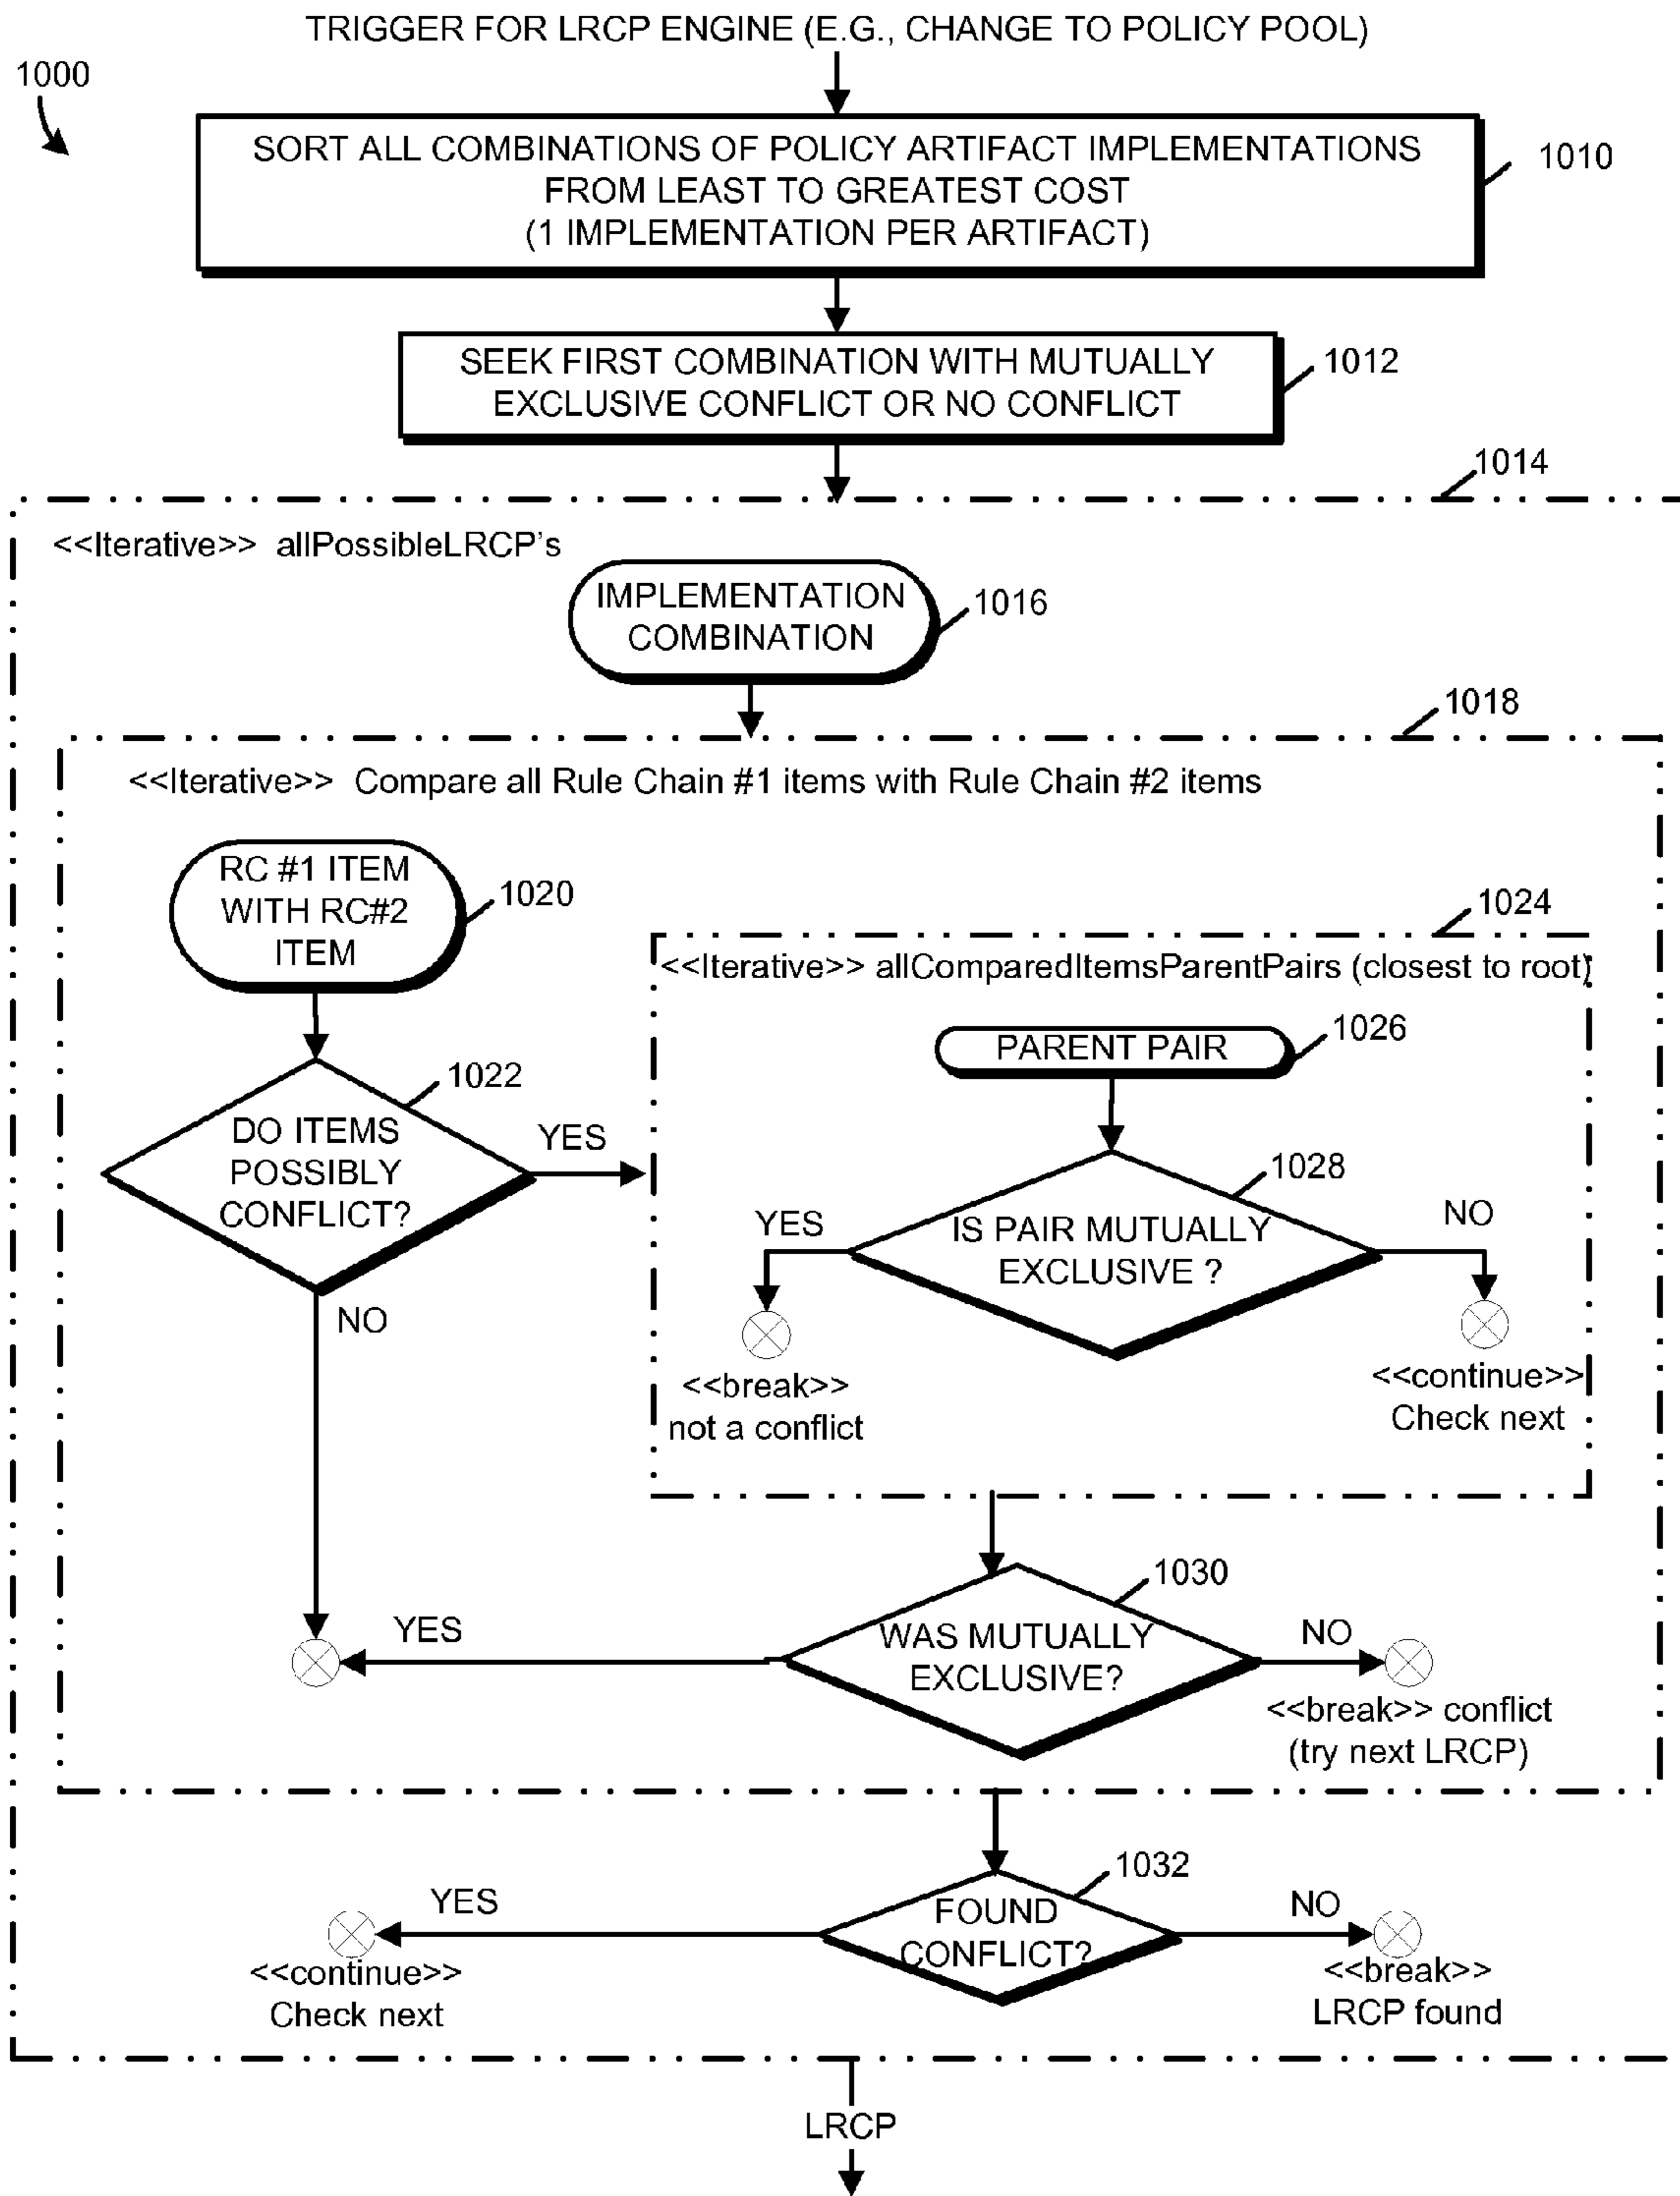 TRIGGER FOR LRCP ENGINE (E.G., CHANGE TO POLICY POOL)
1000
SORT ALL COMBINATIONS OF POLICY ARTIFACT IMPLEMENTATIONS
FROM LEAST TO GREATEST COST
(1 IMPLEMENTATION PER ARTIFACT)
1010
SEEK FIRST COMBINATION WITH MUTUALLY
EXCLUSIVE CONFLICT OR NO CONFLICT
1012
1014
<<Iterative>> allPossibleLRCP's
IMPLEMENTATION
COMBINATION
1016
1018
<<Iterative>> Compare all Rule Chain #1 items with Rule Chain #2 items
RC #1 ITEM
WITH RC#2
ITEM
1020
1024
<<Iterative>> allComparedItemsParentPairs (closest to root)
PARENT PAIR
1026
1022
DO ITEMS
POSSIBLY
CONFLICT?
YES
NO
1028
IS PAIR MUTUALLY
EXCLUSIVE ?
YES
NO
<<break>>
not a conflict
<<continue>>
Check next
1030
WAS MUTUALLY
EXCLUSIVE?
YES
NO
<<break>> conflict
(try next LRCP)
1032
FOUND
CONFLICT?
YES
NO
<<continue>>
Check next
<<break>>
LRCP found
LRCP